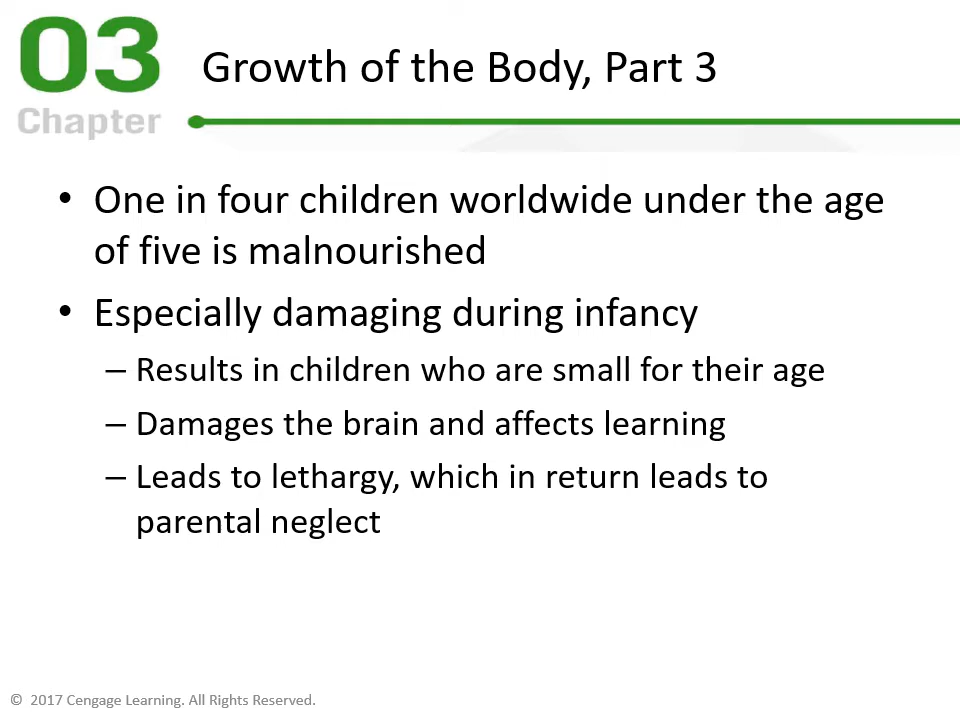 03
Chapter
Growth of the Body, Part 3
• One in four children worldwide under the age
of five is malnourished
• Especially damaging during infancy
– Results in children who are small for their age
– Damages the brain and affects learning
– Leads to lethargy, which in return leads to
parental neglect
© 2017 Cengage Learning. All Rights Reserved.